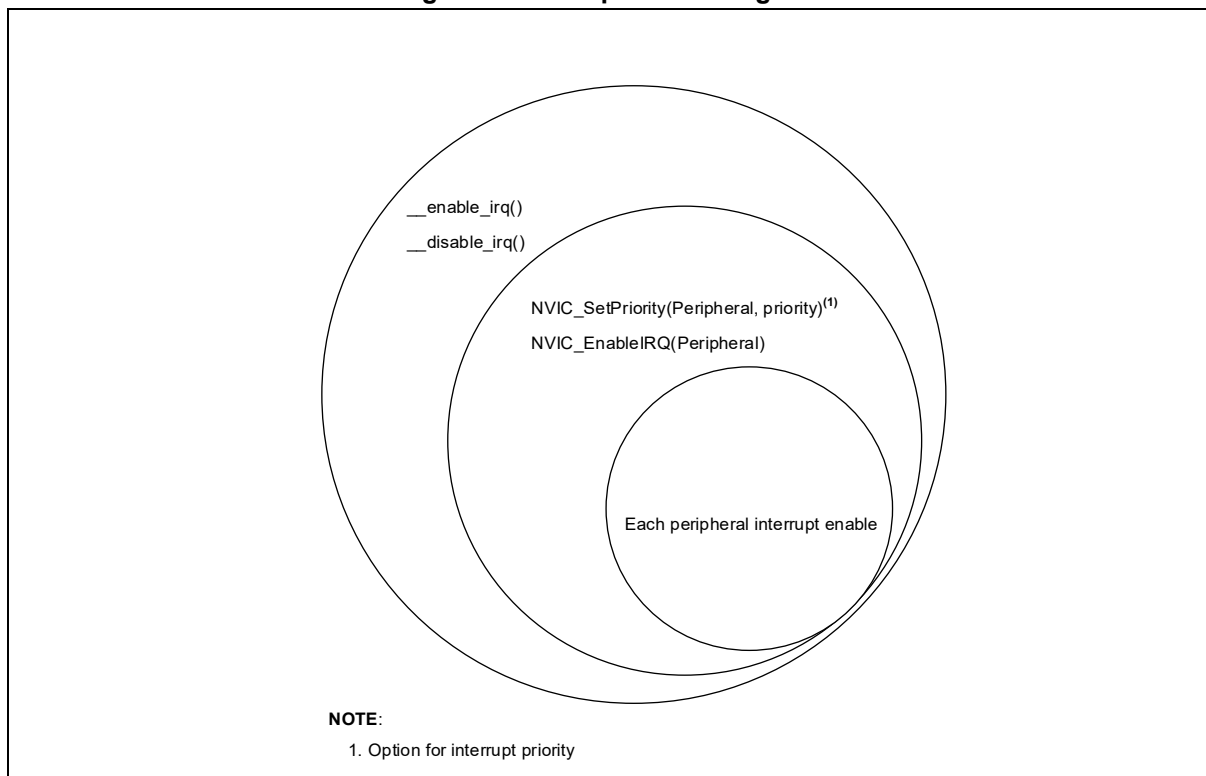 __enable_irq()
__disable_irq()
NVIC_SetPriority(Peripheral, priority)(1)
NVIC_EnableIRQ(Peripheral)
Each peripheral interrupt enable
NOTE:
1. Option for interrupt priority